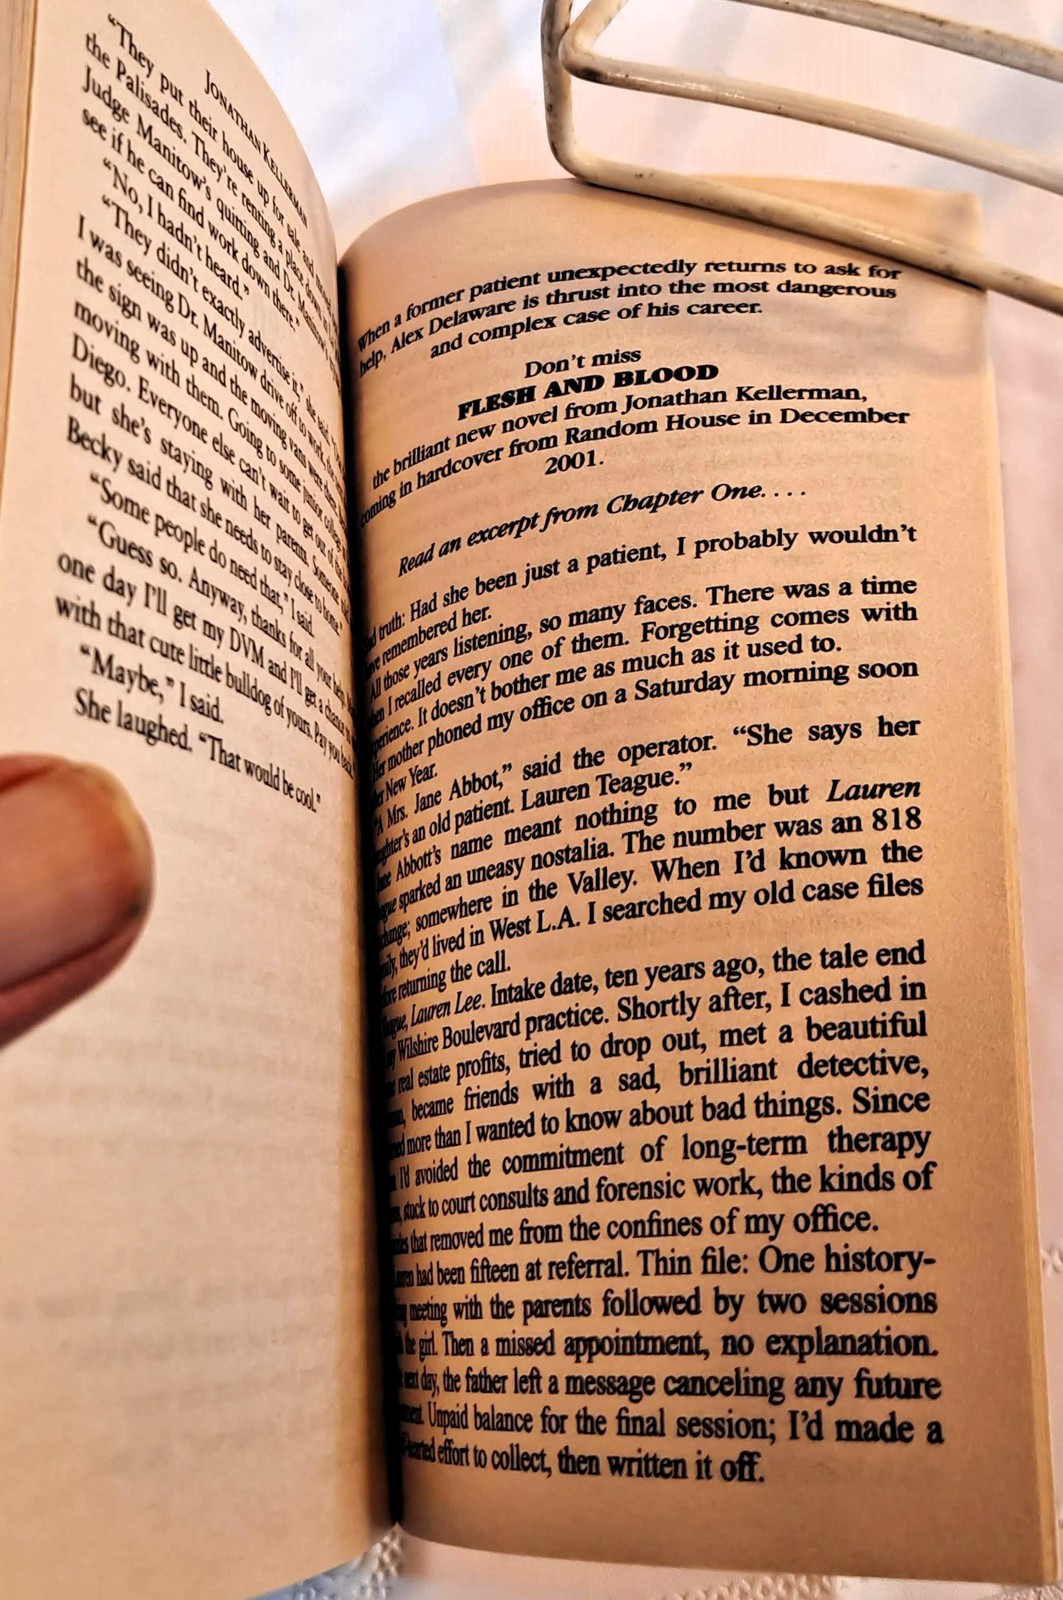 JONATHAN KELLERMAN
“They put their house up for sale and
the Palisades. They’re renting a place down
Judge Manitow’s quitting and Dr. Manitow’s
see if he can find work down there.”
“No, I hadn’t heard.”
“They didn’t exactly advertise it,” she said.
I was seeing Dr. Manitow drive off to work,
the sign was up and the moving vans were
moving with them. Going to some junior college
Diego. Everyone else can’t wait to get out of the
but she’s staying with her parents. Someone
Becky said that she needs to stay close to home.”
“Some people do need that,” I said.
“Guess so. Anyway, thanks for all your help.
one day I’ll get my DVM and I’ll get a chance
with that cute little bulldog of yours. Pay you back.”
“Maybe,” I said.
She laughed. “That would be cool.”
When a former patient unexpectedly returns to ask for
help, Alex Delaware is thrust into the most dangerous
and complex case of his career.
Don’t miss
FLESH AND BLOOD
the brilliant new novel from Jonathan Kellerman,
coming in hardcover from Random House in December
2001.
Read an excerpt from Chapter One. . . .
truth: Had she been just a patient, I probably wouldn’t
remembered her.
All those years listening, so many faces. There was a time
when I recalled every one of them. Forgetting comes with
experience. It doesn’t bother me as much as it used to.
Her mother phoned my office on a Saturday morning soon
New Year.
“A Mrs. Jane Abbot,” said the operator. “She says her
daughter’s an old patient. Lauren Teague.”
Jane Abbott’s name meant nothing to me but Lauren
Teague sparked an uneasy nostalia. The number was an 818
exchange; somewhere in the Valley. When I’d known the
family, they’d lived in West L.A. I searched my old case files
before returning the call.
Teague, Lauren Lee. Intake date, ten years ago, the tale end
my Wilshire Boulevard practice. Shortly after, I cashed in
real estate profits, tried to drop out, met a beautiful
became friends with a sad, brilliant detective,
more than I wanted to know about bad things. Since
I’d avoided the commitment of long-term therapy
stuck to court consults and forensic work, the kinds of
that removed me from the confines of my office.
Lauren had been fifteen at referral. Thin file: One history-
meeting with the parents followed by two sessions
the girl. Then a missed appointment, no explanation.
next day, the father left a message canceling any future
Unpaid balance for the final session; I’d made a
effort to collect, then written it off.